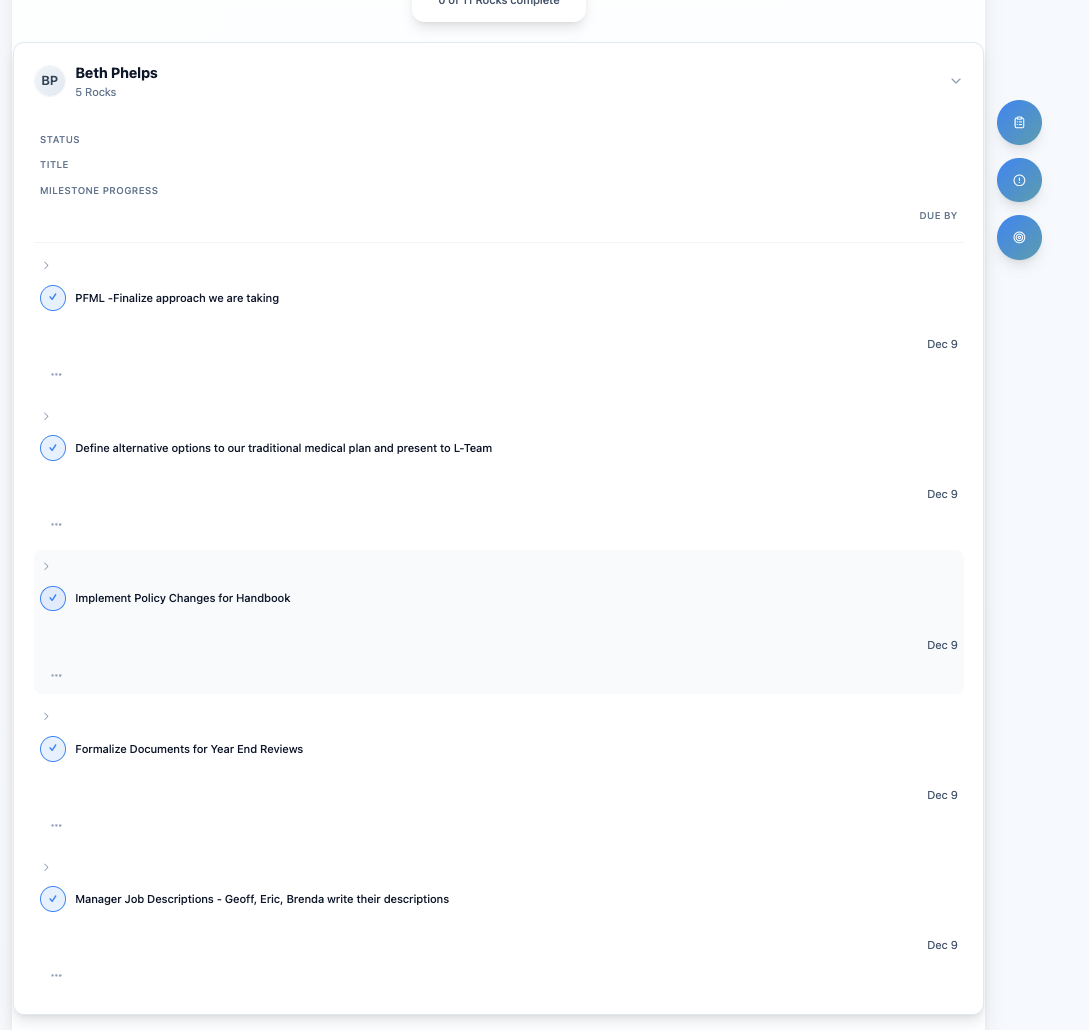 0 of 11 Rocks complete
BP
Beth Phelps
5 Rocks
STATUS
TITLE
MILESTONE PROGRESS
DUE BY
PFML -Finalize approach we are taking
Dec 9
Define alternative options to our traditional medical plan and present to L-Team
Dec 9
Implement Policy Changes for Handbook
Dec 9
Formalize Documents for Year End Reviews
Dec 9
Manager Job Descriptions - Geoff, Eric, Brenda write their descriptions
Dec 9